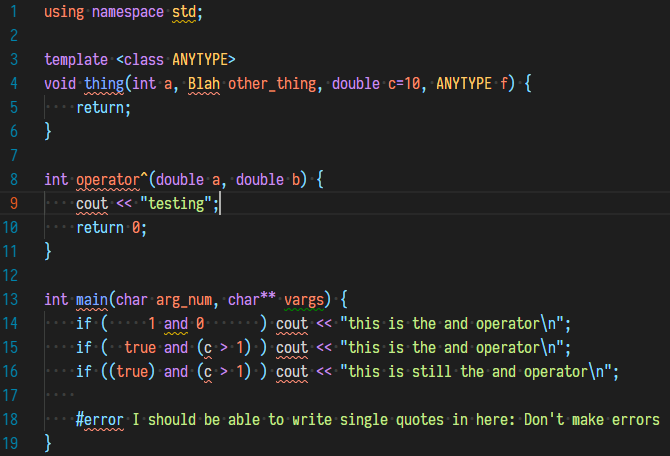 1 using namespace std;
2
3 template <class ANYTYPE>
4 void thing(int a, Blah other_thing, double c=10, ANYTYPE f) {
5     return;
6 }
7
8 int operator^(double a, double b) {
9     cout << "testing";
10     return 0;
11 }
12
13 int main(char arg_num, char** vargs) {
14     if (     1 and 0       ) cout << "this is the and operator\n";
15     if (  true and (c > 1) ) cout << "this is the and operator\n";
16     if ((true) and (c > 1) ) cout << "this is still the and operator\n";
17
18     #error I should be able to write single quotes in here: Don't make errors
19 }